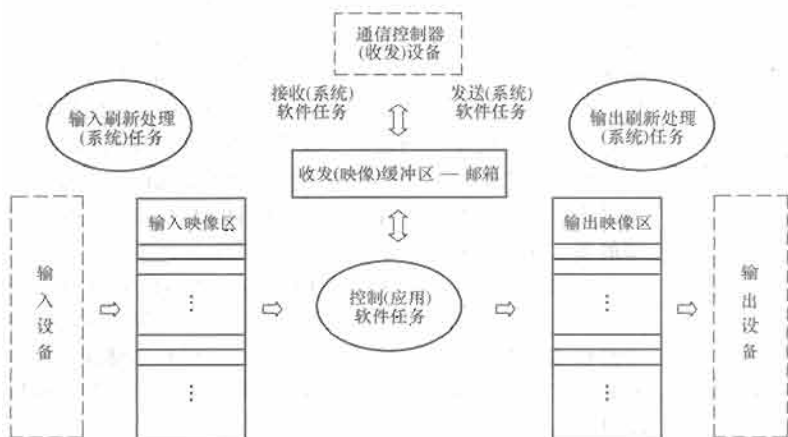 通信控制器
(收发)设备
接收(系统)
软件任务
发送(系统)
软件任务
输入刷新处理
(系统)任务
输出刷新处理
(系统)任务
收发(映像)缓冲区 — 邮箱
输入映像区
输出映像区
输入设备
控制(应用)
软件任务
输出设备
⋮
⋮
⋮
⋮